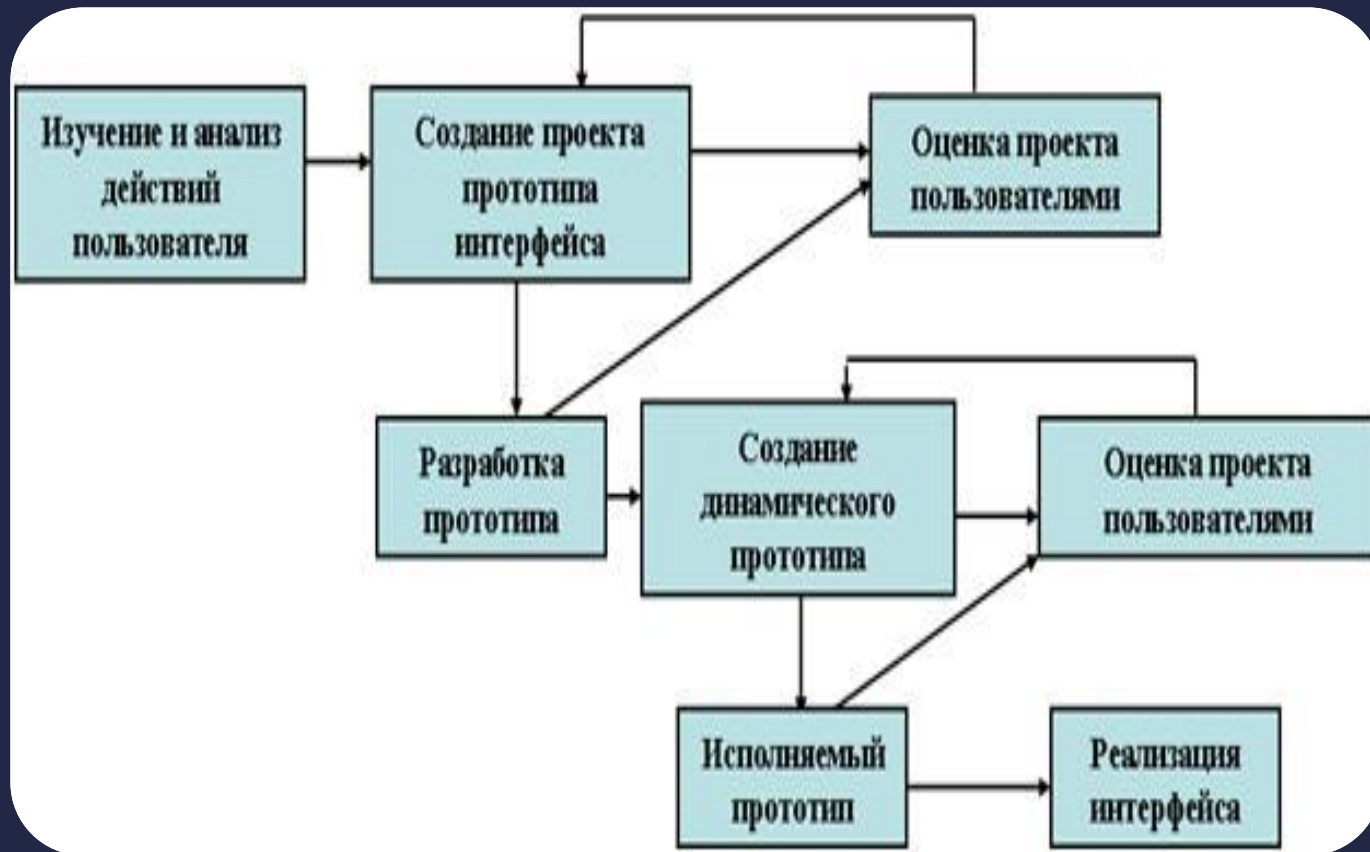 Изучение и анализ
действий
пользователя
Создание проекта
прототипа
интерфейса
Оценка проекта
пользователями
Разработка
прототипа
Создание
динамического
прототипа
Оценка проекта
пользователями
Исполняемый
прототип
Реализация
интерфейса